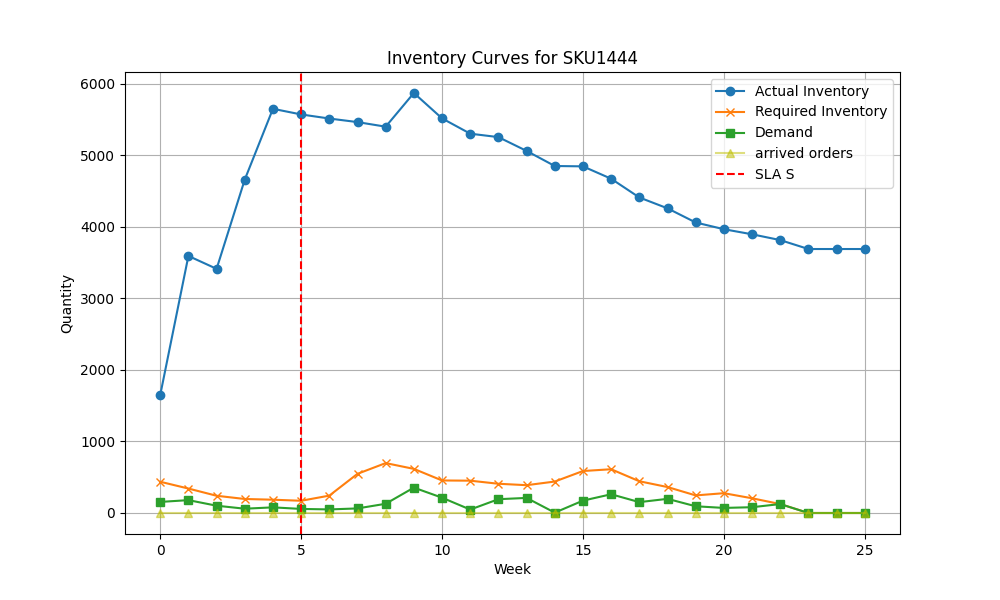 Inventory Curves for SKU1444
6000
5000
4000
3000
2000
1000
0
Quantity
Actual Inventory
Required Inventory
Demand
arrived orders
SLA S
0 5 10 15 20 25
Week